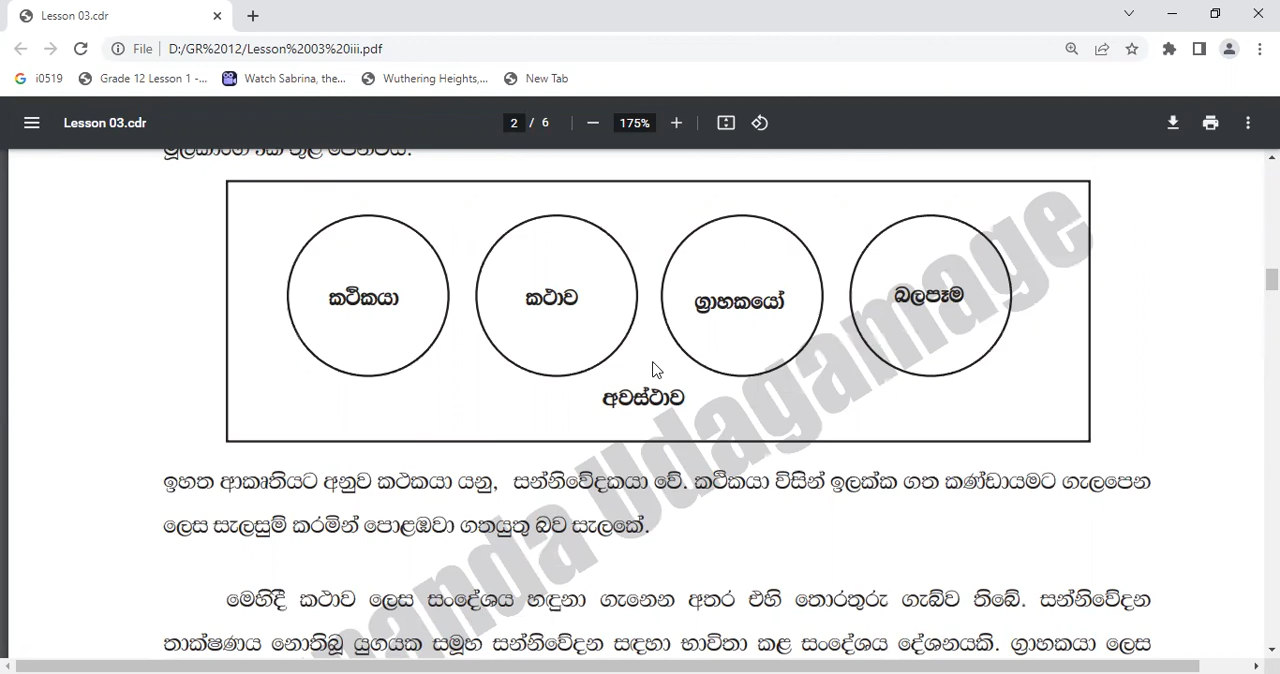 Lesson 03.cdr
File D:/GR%2012/Lesson%2003%20iii.pdf
i0519 Grade 12 Lesson 1 -... Watch Sabrina, the... Wuthering Heights,... New Tab
Lesson 03.cdr 2 / 6 175%
කථිකයා කථාව ග්‍රාහකයෝ බලපෑම
අවස්ථාව
ඉහත ආකෘතියට අනුව කථකයා යනු, සන්නිවේදකයා වේ. කථිකයා විසින් ඉලක්ක ගත කණ්ඩායමට ගැලපෙන
ලෙස සැලසුම් කරමින් පොළඹවා ගතයුතු බව සැලකේ.
මෙහිදී කථාව ලෙස සංදේශය හඳුනා ගැනෙන අතර එහි තොරතුරු ගැබ්ව තිබේ. සන්නිවේදන
තාක්ෂණය නොතිබූ යුගයක සමූහ සන්නිවේදන සඳහා භාවිතා කළ සංදේශය දේශනයකි. ග්‍රාහකයා ලෙස
nanda Udagamage